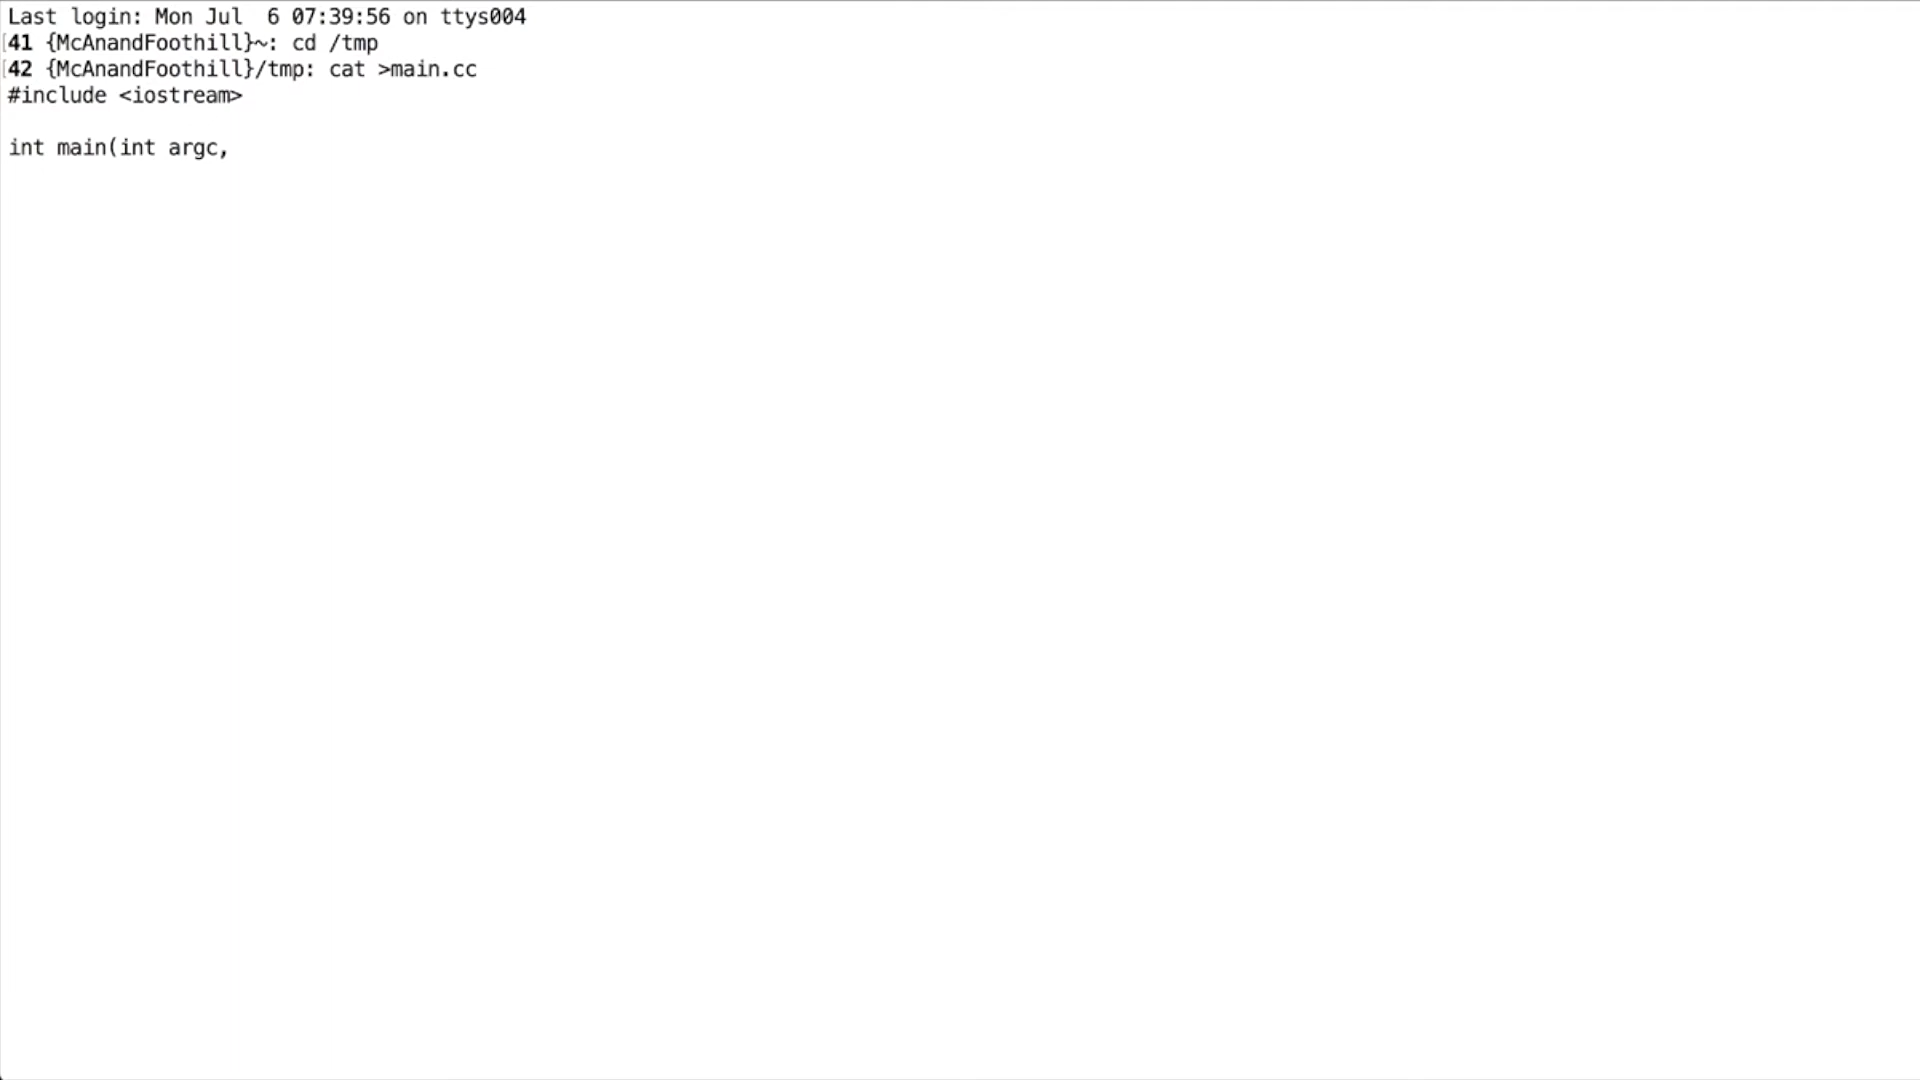 Last login: Mon Jul  6 07:39:56 on ttys004
[41 {McAnandFoothill}~: cd /tmp
[42 {McAnandFoothill}/tmp: cat >main.cc
#include <iostream>

int main(int argc,